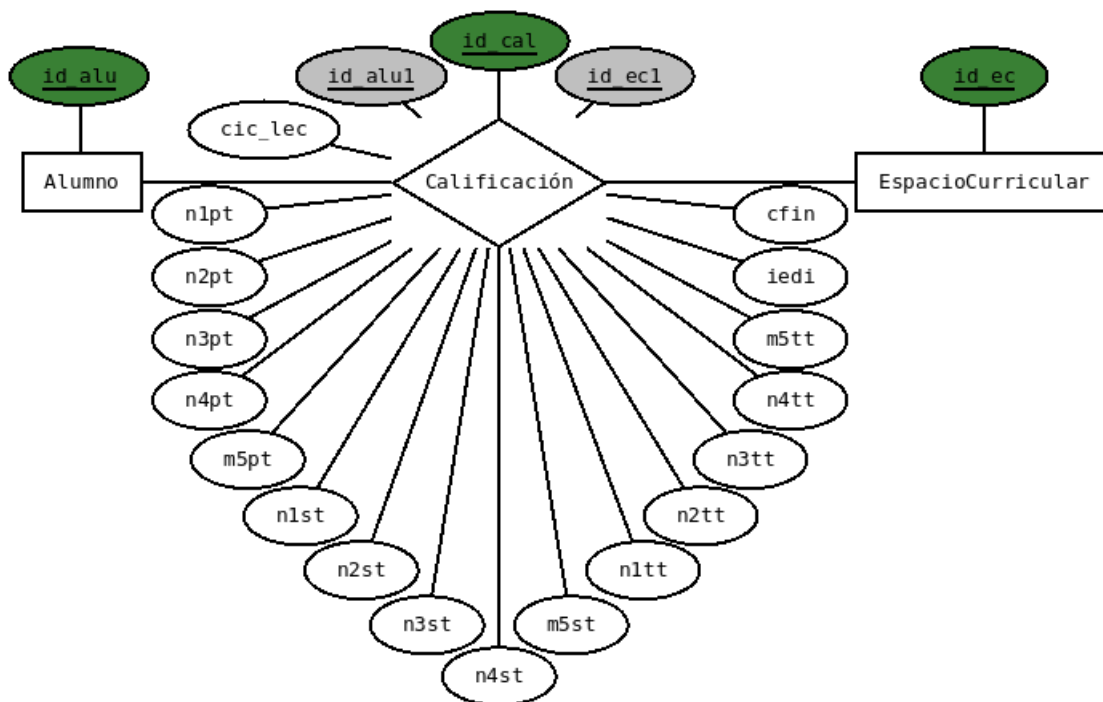 id_cal
id_alu
id_alu1
id_ec1
id_ec
cic_lec
Alumno
Calificación
EspacioCurricular
n1pt
cfin
n2pt
iedi
n3pt
m5tt
n4pt
n4tt
m5pt
n3tt
n1st
n2tt
n2st
n1tt
n3st
m5st
n4st